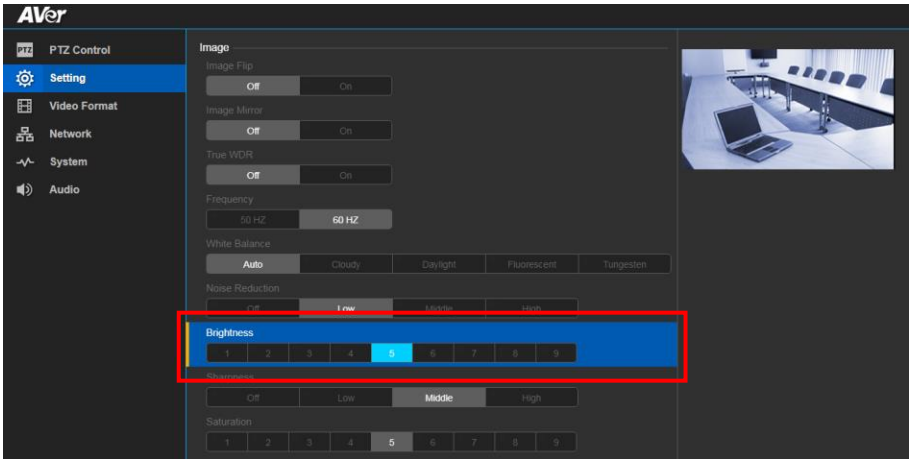 AVer
PTZ PTZ Control
Setting
Video Format
Network
System
Audio
Image
Image Flip
Off On
Image Mirror
Off On
True WDR
Off On
Frequency
50 HZ 60 HZ
White Balance
Auto Cloudy Daylight Fluorescent Tungesten
Noise Reduction
Off Low Middle High
Brightness
1 2 3 4 5 6 7 8 9
Sharpness
Off Low Middle High
Saturation
1 2 3 4 5 6 7 8 9